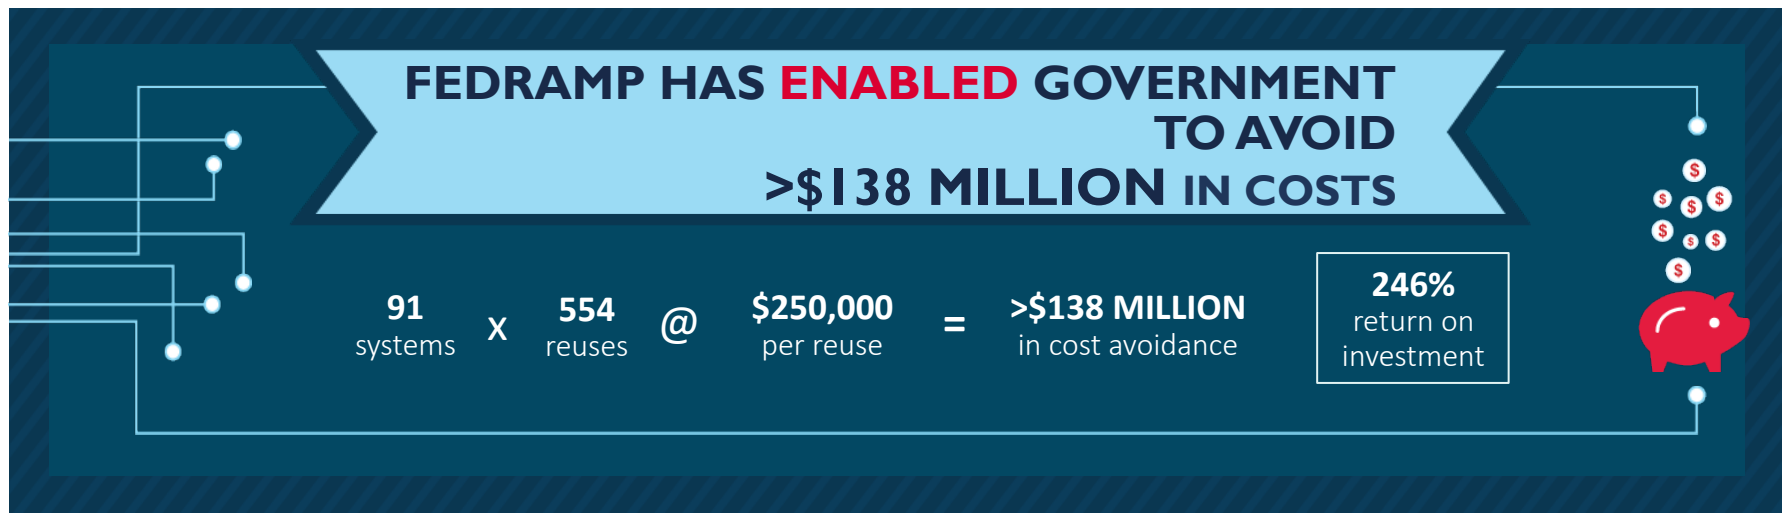 FEDRAMP HAS ENABLED GOVERNMENT
TO AVOID
>$138 MILLION IN COSTS
91
systems
x
554
reuses
@
$250,000
per reuse
=
>$138 MILLION
in cost avoidance
246%
return on
investment
$
$
$
$
$
$
$
$